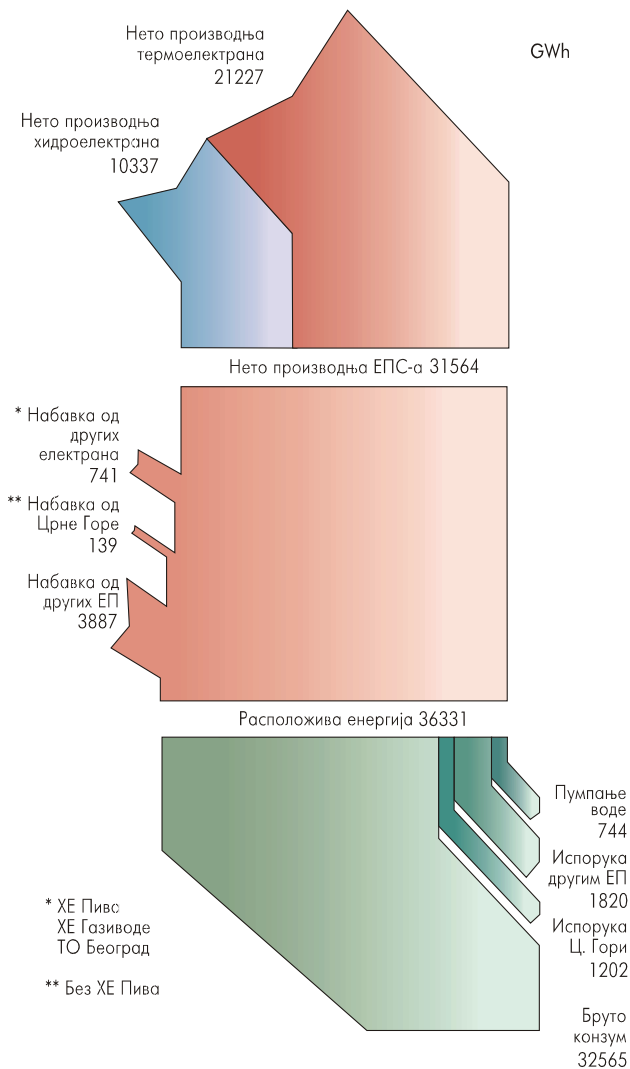 Нето производња
термоелектрана
21227
GWh
Нето производња
хидроелектрана
10337
Нето производња ЕПС-а 31564
* Набавка од
других
електрана
741
** Набавка од
Црне Горе
139
Набавка од
других ЕП
3887
Расположива енергија 36331
Пумпање
воде
744
Испорука
другим ЕП
1820
Испорука
Ц. Гори
1202
Бруто
конзум
32565
* ХЕ Пива
ХЕ Газиводе
ТО Београд
** Без ХЕ Пива